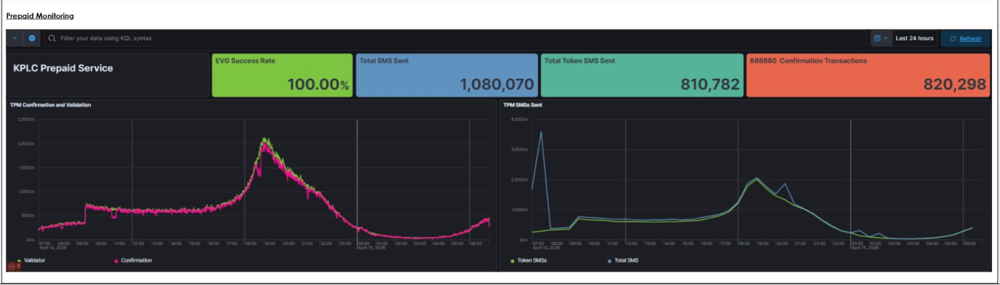 Prepaid Monitoring
Filter your data using KQL syntax
Last 24 hours
Refresh
KPLC Prepaid Service
EVG Success Rate
100.00%
Total SMS Sent
1,080,070
Total Token SMS Sent
810,782
888880 Confirmation Transactions
820,298
TPM Confirmation and Validation
2,500/m
2,000/m
1,500/m
1,000/m
500/m
0/m
07:00 08:00 09:00 10:00 11:00 12:00 13:00 14:00 15:00 16:00 17:00 18:00 19:00 20:00 21:00 22:00 23:00 00:00 01:00 02:00 03:00 04:00 05:00 06:00
April 14, 2026 April 15, 2026
Validator Confirmation
3
TPM SMSs Sent
4,000/m
3,000/m
2,000/m
1,000/m
0/m
07:00 08:00 09:00 10:00 11:00 12:00 13:00 14:00 15:00 16:00 17:00 18:00 19:00 20:00 21:00 22:00 23:00 00:00 01:00 02:00 03:00 04:00 05:00 06:00
April 14, 2026 April 15, 2026
Token SMSs Total SMS